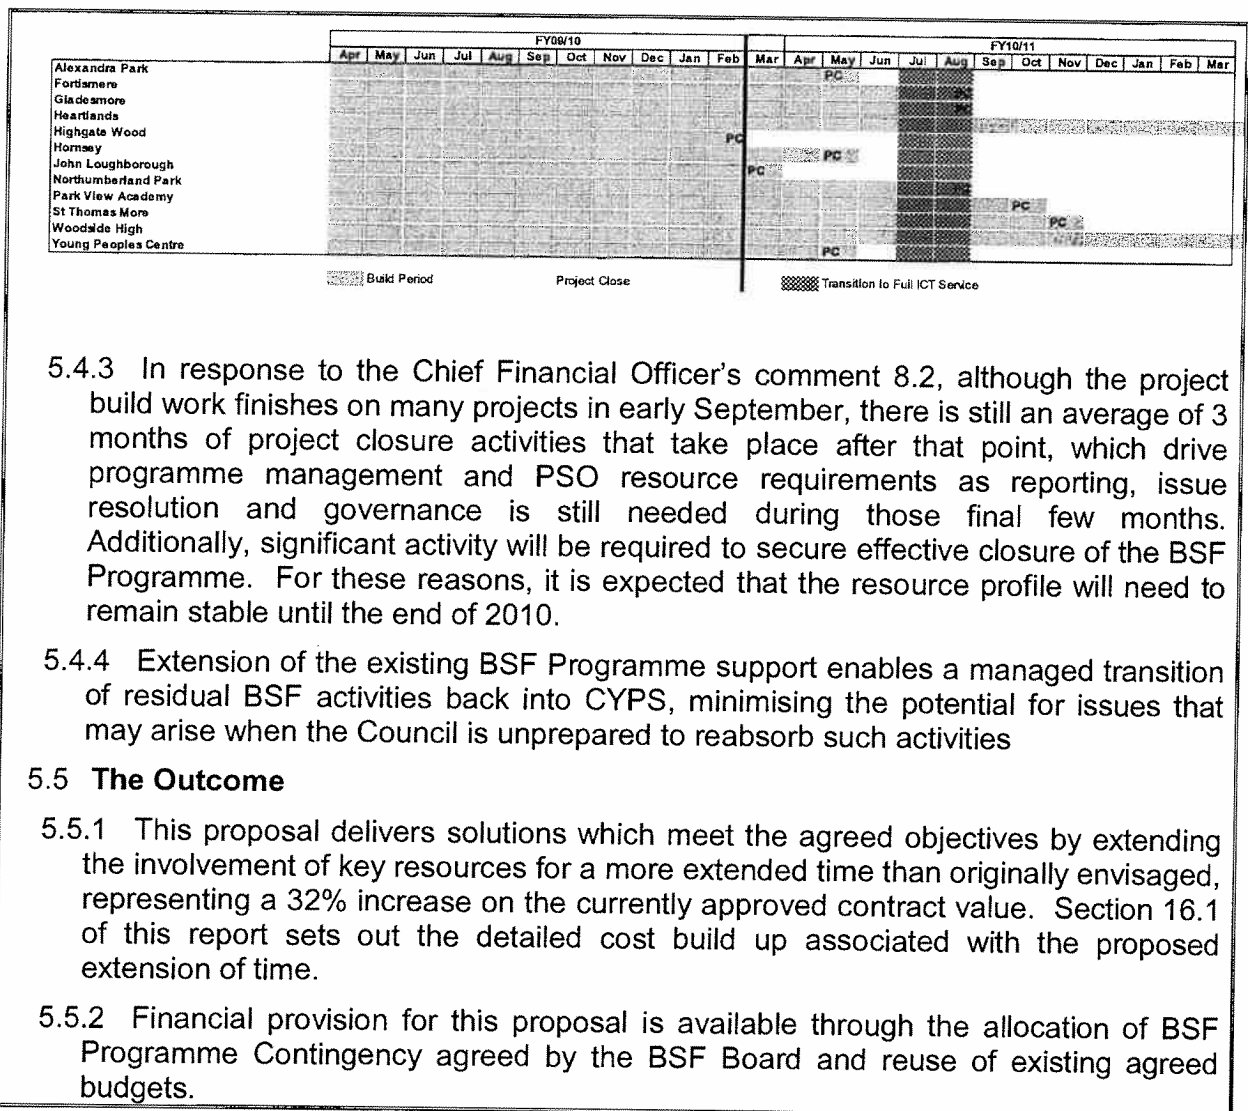 FY09/10 FY10/11
Apr May Jun Jul Aug Sep Oct Nov Dec Jan Feb Mar Apr May Jun Jul Aug Sep Oct Nov Dec Jan Feb Mar
Alexandra Park PC
Fortismere PC
Gladesmore PC
Heartlands
Highgate Wood PC
Hornsey PC
John Loughborough PC
Northumberland Park PC
Park View Academy PC
St Thomas More PC
Woodside High
Young Peoples Centre PC
Build Period Project Close Transition to Full ICT Service
5.4.3 In response to the Chief Financial Officer's comment 8.2, although the project
build work finishes on many projects in early September, there is still an average of 3
months of project closure activities that take place after that point, which drive
programme management and PSO resource requirements as reporting, issue
resolution and governance is still needed during those final few months.
Additionally, significant activity will be required to secure effective closure of the BSF
Programme. For these reasons, it is expected that the resource profile will need to
remain stable until the end of 2010.
5.4.4 Extension of the existing BSF Programme support enables a managed transition
of residual BSF activities back into CYPS, minimising the potential for issues that
may arise when the Council is unprepared to reabsorb such activities
5.5 The Outcome
5.5.1 This proposal delivers solutions which meet the agreed objectives by extending
the involvement of key resources for a more extended time than originally envisaged,
representing a 32% increase on the currently approved contract value. Section 16.1
of this report sets out the detailed cost build up associated with the proposed
extension of time.
5.5.2 Financial provision for this proposal is available through the allocation of BSF
Programme Contingency agreed by the BSF Board and reuse of existing agreed
budgets.